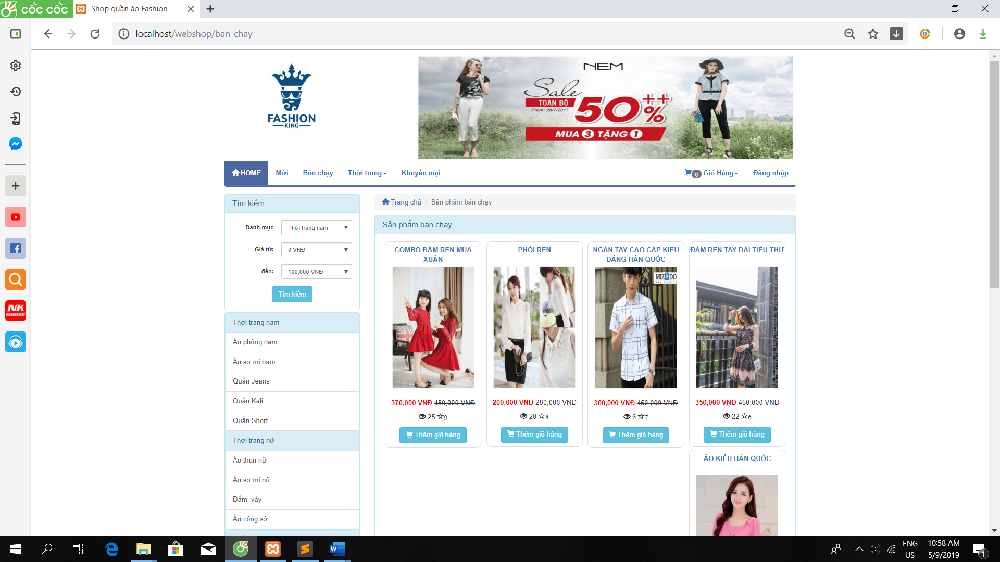 cốc cốc
Shop quần áo Fashion
localhost/webshop/ban-chay
FASHION
KING
NEM
Sale
TOÀN BỘ
From: 28/7/2017
50++%
MUA 3 TẶNG 1
HOME
Mới
Bán chạy
Thời trang
Khuyến mại
0 Giỏ Hàng
Đăng nhập
Tìm kiếm
Danh mục
Thời trang nam
Giá từ:
0 VNĐ
đến:
100,000 VNĐ
Tìm kiếm
Thời trang nam
Áo phông nam
Áo sơ mi nam
Quần Jeans
Quần Kali
Quần Short
Thời trang nữ
Áo thun nữ
Áo sơ mi nữ
Đầm, váy
Áo công sở
Trang chủ / Sản phẩm bán chạy
Sản phẩm bán chạy
COMBO ĐẦM REN MÙA
XUÂN
370,000 VNĐ 450,000 VNĐ
25 9
Thêm giỏ hàng
PHỐI REN
200,000 VNĐ 280,000 VNĐ
20 8
Thêm giỏ hàng
NGẮN TAY CAO CẤP KIỂU
DÁNG HÀN QUỐC
MIZADO
300,000 VNĐ 450,000 VNĐ
6 7
Thêm giỏ hàng
ĐẦM REN TAY DÀI TIỂU THƯ
350,000 VNĐ 450,000 VNĐ
22 6
Thêm giỏ hàng
ÁO KIỂU HÀN QUỐC
NK
W
ENG
US
10:58 AM
5/9/2019
1